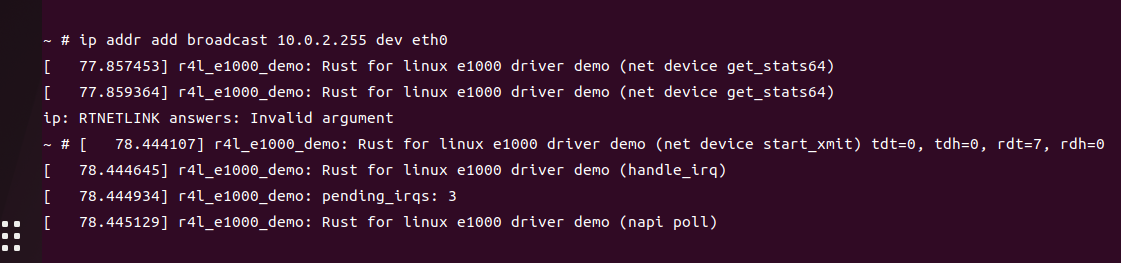 ~ # ip addr add broadcast 10.0.2.255 dev eth0
[   77.857453] r4l_e1000_demo: Rust for linux e1000 driver demo (net device get_stats64)
[   77.859364] r4l_e1000_demo: Rust for linux e1000 driver demo (net device get_stats64)
ip: RTNETLINK answers: Invalid argument
~ # [   78.444107] r4l_e1000_demo: Rust for linux e1000 driver demo (net device start_xmit) tdt=0, tdh=0, rdt=7, rdh=0
[   78.444645] r4l_e1000_demo: Rust for linux e1000 driver demo (handle_irq)
[   78.444934] r4l_e1000_demo: pending_irqs: 3
[   78.445129] r4l_e1000_demo: Rust for linux e1000 driver demo (napi poll)